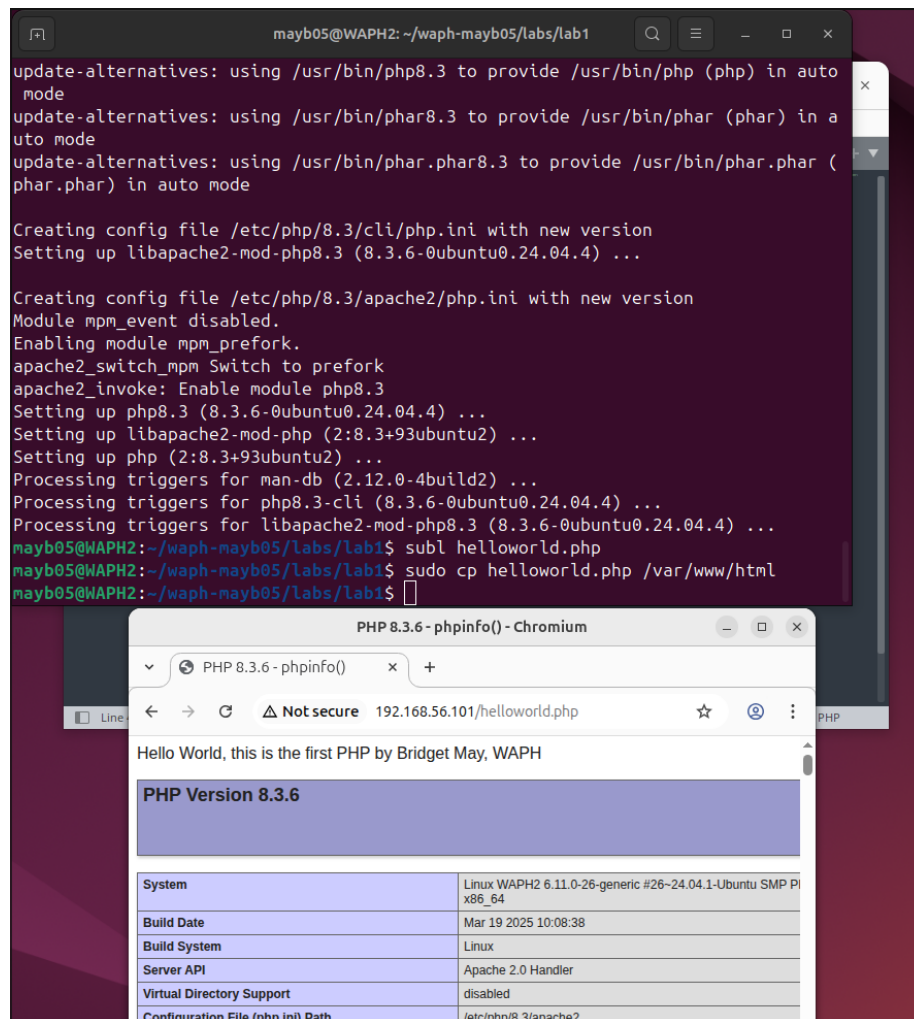 mayb05@WAPH2: ~/waph-mayb05/labs/lab1
update-alternatives: using /usr/bin/php8.3 to provide /usr/bin/php (php) in auto
 mode
update-alternatives: using /usr/bin/phar8.3 to provide /usr/bin/phar (phar) in a
uto mode
update-alternatives: using /usr/bin/phar.phar8.3 to provide /usr/bin/phar.phar (
phar.phar) in auto mode
Creating config file /etc/php/8.3/cli/php.ini with new version
Setting up libapache2-mod-php8.3 (8.3.6-0ubuntu0.24.04.4) ...
Creating config file /etc/php/8.3/apache2/php.ini with new version
Module mpm_event disabled.
Enabling module mpm_prefork.
apache2_switch_mpm Switch to prefork
apache2_invoke: Enable module php8.3
Setting up php8.3 (8.3.6-0ubuntu0.24.04.4) ...
Setting up libapache2-mod-php (2:8.3+93ubuntu2) ...
Setting up php (2:8.3+93ubuntu2) ...
Processing triggers for man-db (2.12.0-4build2) ...
Processing triggers for php8.3-cli (8.3.6-0ubuntu0.24.04.4) ...
Processing triggers for libapache2-mod-php8.3 (8.3.6-0ubuntu0.24.04.4) ...
mayb05@WAPH2:~/waph-mayb05/labs/lab1$ subl helloworld.php
mayb05@WAPH2:~/waph-mayb05/labs/lab1$ sudo cp helloworld.php /var/www/html
mayb05@WAPH2:~/waph-mayb05/labs/lab1$
PHP 8.3.6 - phpinfo() - Chromium
PHP 8.3.6 - phpinfo()
Not secure 192.168.56.101/helloworld.php
Line
PHP
Hello World, this is the first PHP by Bridget May, WAPH
PHP Version 8.3.6
System Linux WAPH2 6.11.0-26-generic #26~24.04.1-Ubuntu SMP
x86_64
Build Date Mar 19 2025 10:08:38
Build System Linux
Server API Apache 2.0 Handler
Virtual Directory Support disabled
Configuration File (php.ini) Path /etc/php/8.3/apache2